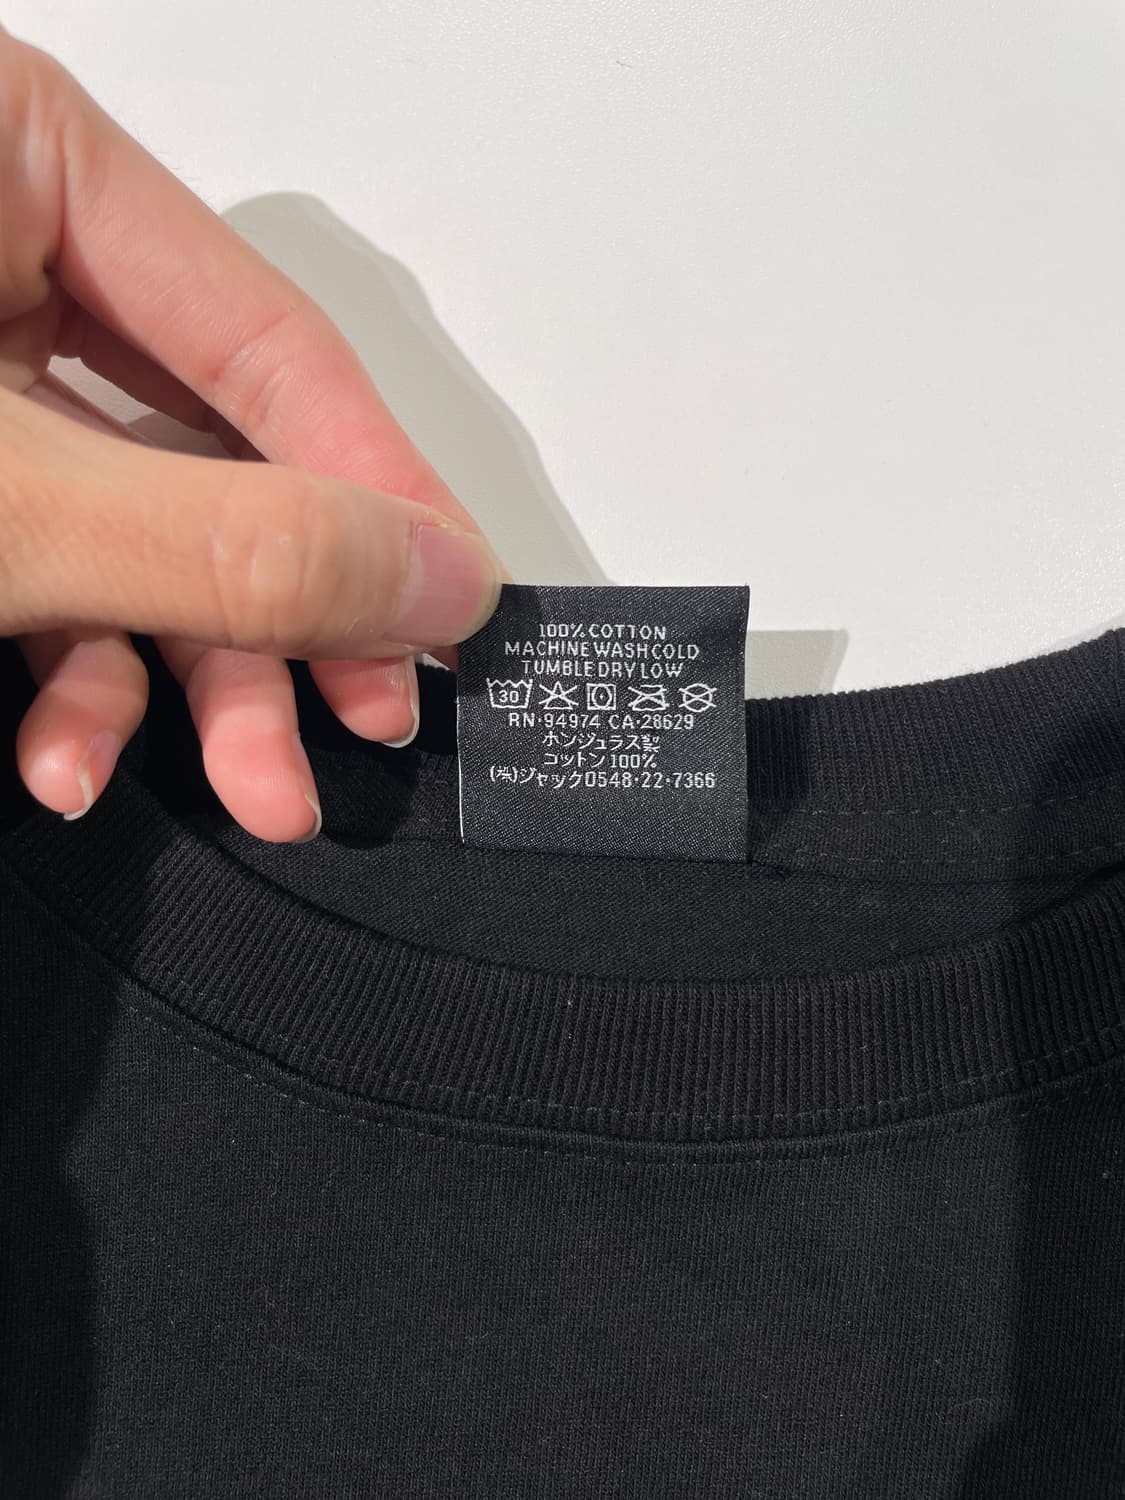 100% COTTON
MACHINE WASH COLD
TUMBLE DRY LOW
30
RN·94974 CA·28629
ホンジュラス製
コットン100%
(株)ジャック0548·22·7366